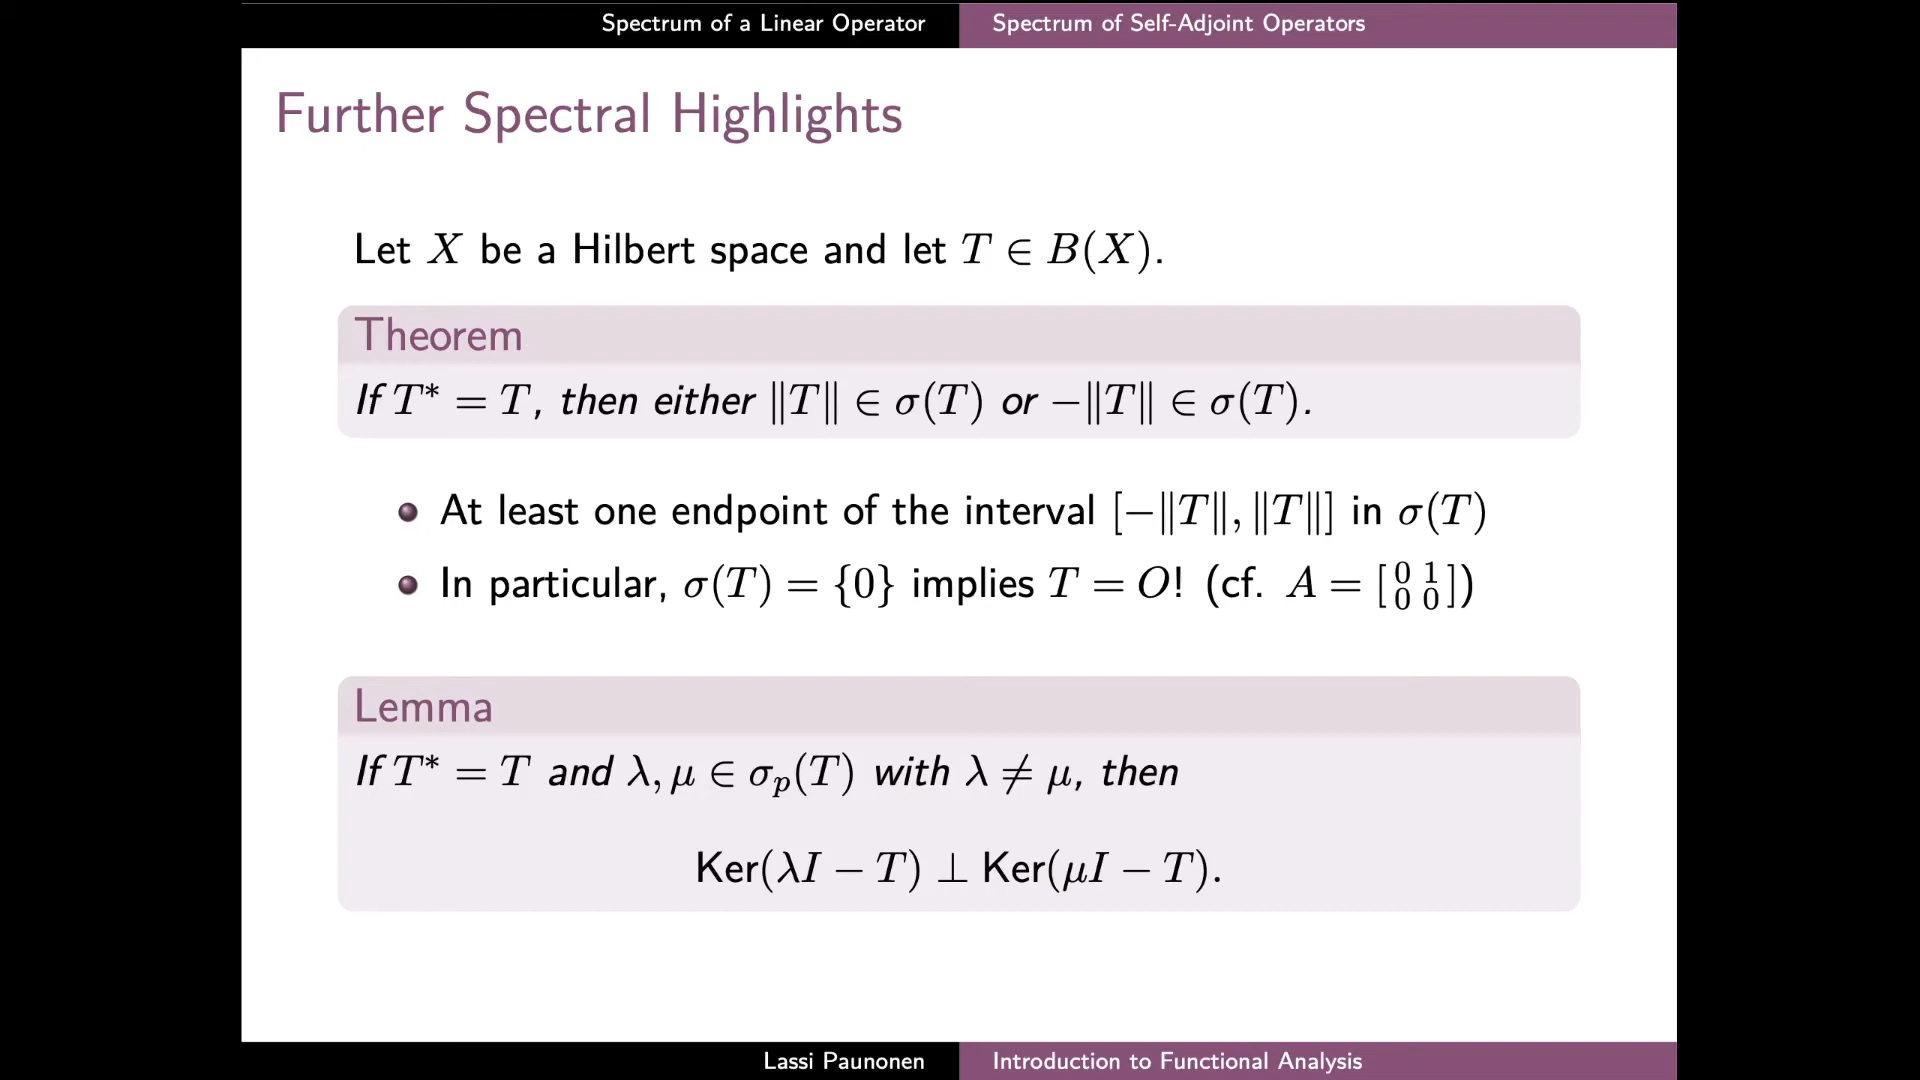 Spectrum of a Linear Operator Spectrum of Self-Adjoint Operators
Further Spectral Highlights
Let X be a Hilbert space and let T ∈ B(X).
Theorem
If T* = T, then either ‖T‖ ∈ σ(T) or −‖T‖ ∈ σ(T).
At least one endpoint of the interval [−‖T‖, ‖T‖] in σ(T)
In particular, σ(T) = {0} implies T = O! (cf. A = [0 1; 0 0])
Lemma
If T* = T and λ, μ ∈ σₚ(T) with λ ≠ μ, then
Ker(λI − T) ⊥ Ker(μI − T).
Lassi Paunonen Introduction to Functional Analysis